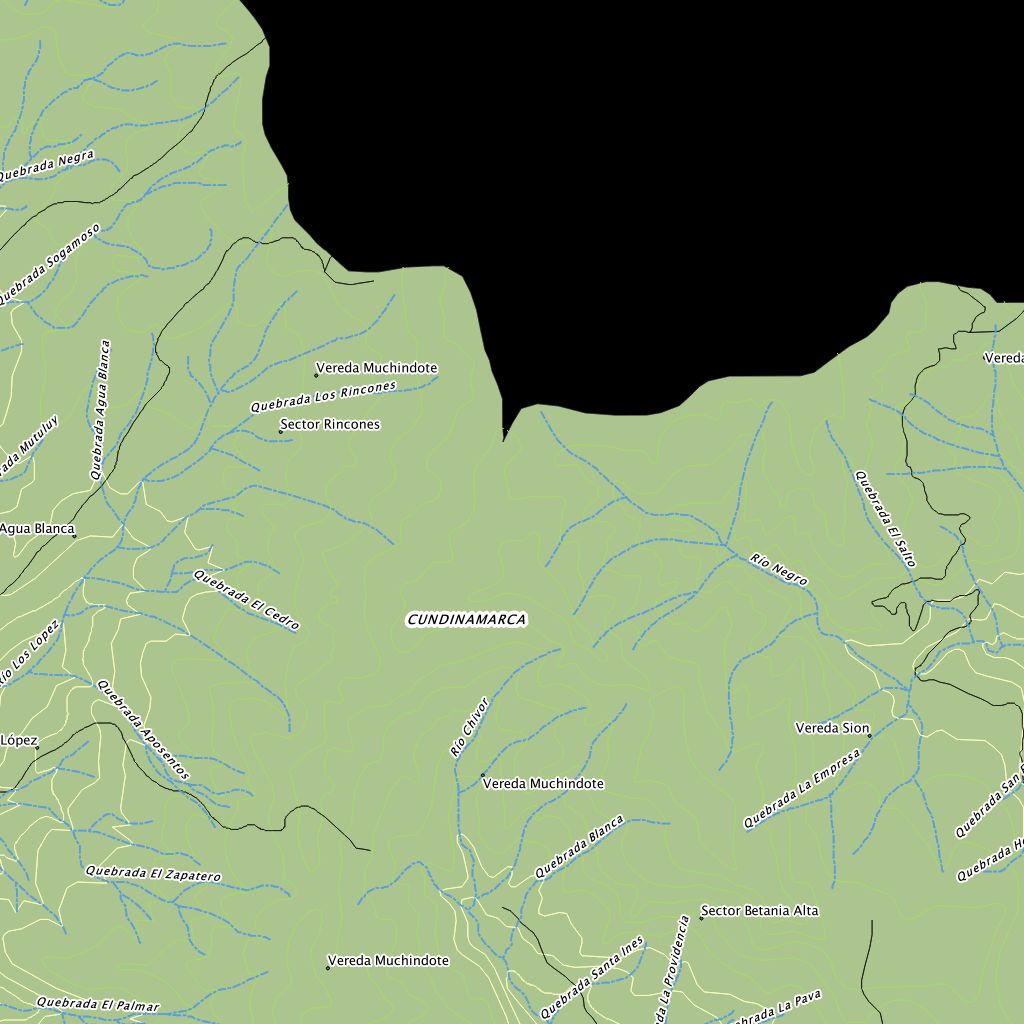 Quebrada Negra
Quebrada Sogamoso
Quebrada Agua Blanca
Vereda Muchindote
Quebrada Los Rincones
Sector Rincones
Vereda
Mutuluy
Agua Blanca
Quebrada El Salto
Río Negro
Quebrada El Cedro
CUNDINAMARCA
Río Los Lopez
Quebrada Aposentos
López
Río Chivor
Vereda Sion
Vereda Muchindote
Quebrada La Empresa
Quebrada San
Quebrada Blanca
Quebrada El Zapatero
Quebrada
Sector Betania Alta
Vereda Muchindote
Quebrada Santa Ines
La Providencia
Quebrada El Palmar
La Pava